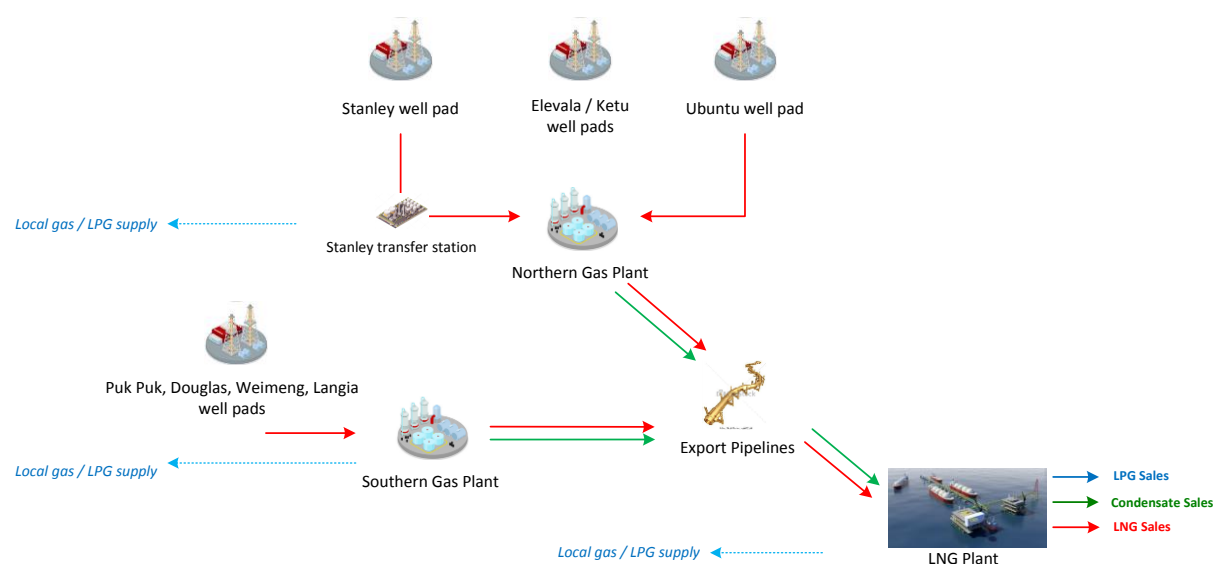 Stanley well pad
Elevala / Ketu
well pads
Ubuntu well pad
Local gas / LPG supply
Stanley transfer station
Northern Gas Plant
Puk Puk, Douglas, Weimeng, Langia
well pads
Export Pipelines
Local gas / LPG supply
Southern Gas Plant
LPG Sales
Condensate Sales
LNG Sales
Local gas / LPG supply
LNG Plant